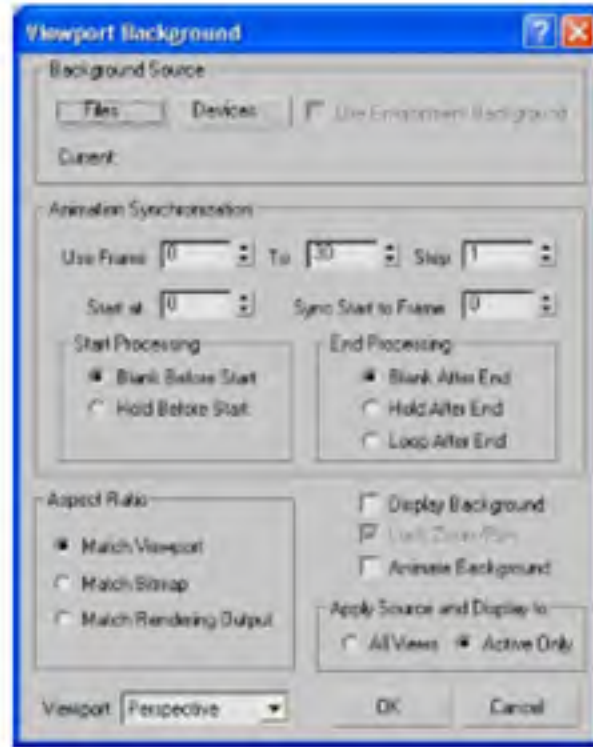 Viewport Background
Background Source
Files... Devices... Use Environment Background
Current:
Animation Synchronization
Use Frame 0 To 30 Step 1
Start at 0 Sync Start to Frame 0
Start Processing
Blank Before Start
Hold Before Start
End Processing
Blank After End
Hold After End
Loop After End
Aspect Ratio
Match Viewport
Match Bitmap
Match Rendering Output
Display Background
Lock Zoom/Pan
Animate Background
Apply Source and Display to
All Views Active Only
Viewport: Perspective OK Cancel